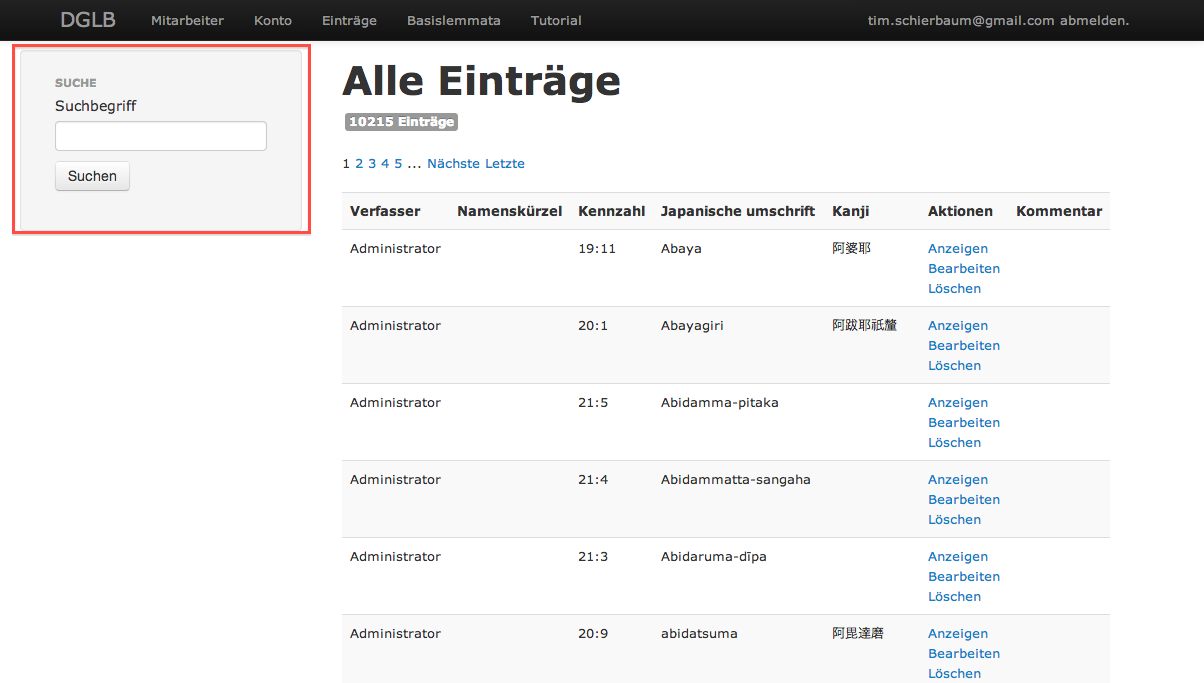 DGLB Mitarbeiter Konto Einträge Basislemmata Tutorial tim.schierbaum@gmail.com abmelden.
SUCHE
Suchbegriff
Suchen
Alle Einträge
10215 Einträge
1 2 3 4 5 ... Nächste Letzte
Verfasser Namenskürzel Kennzahl Japanische umschrift Kanji Aktionen Kommentar
Administrator 19:11 Abaya 阿婆耶 Anzeigen
Bearbeiten
Löschen
Administrator 20:1 Abayagiri 阿跋耶祇釐 Anzeigen
Bearbeiten
Löschen
Administrator 21:5 Abidamma-pitaka Anzeigen
Bearbeiten
Löschen
Administrator 21:4 Abidammatta-sangaha Anzeigen
Bearbeiten
Löschen
Administrator 21:3 Abidaruma-dīpa Anzeigen
Bearbeiten
Löschen
Administrator 20:9 abidatsuma 阿毘達磨 Anzeigen
Bearbeiten
Löschen